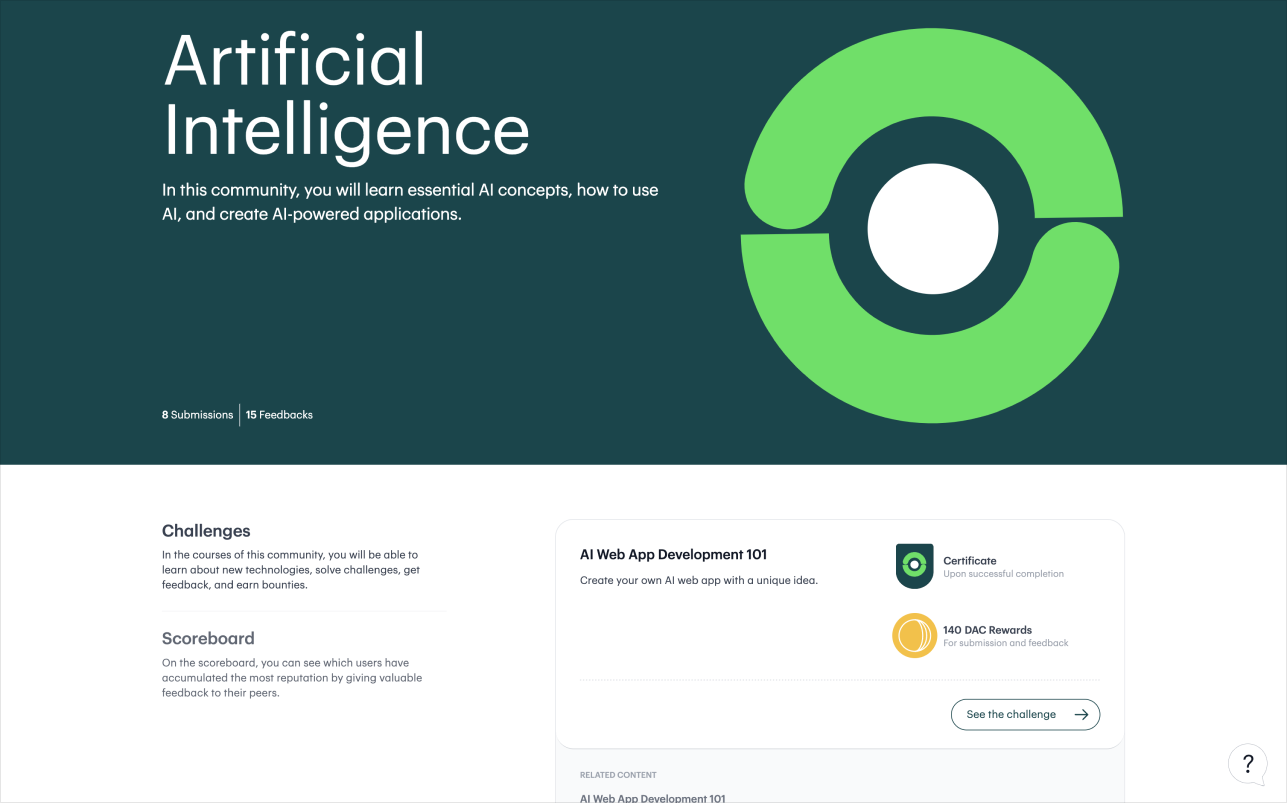 Artificial
Intelligence
In this community, you will learn essential AI concepts, how to use
AI, and create AI-powered applications.
8 Submissions
15 Feedbacks
Challenges
In the courses of this community, you will be able to
learn about new technologies, solve challenges, get
feedback, and earn bounties.
Scoreboard
On the scoreboard, you can see which users have
accumulated the most reputation by giving valuable
feedback to their peers.
AI Web App Development 101
Create your own AI web app with a unique idea.
Certificate
Upon successful completion
140 DAC Rewards
For submission and feedback
See the challenge
RELATED CONTENT
AI Web App Development 101
?